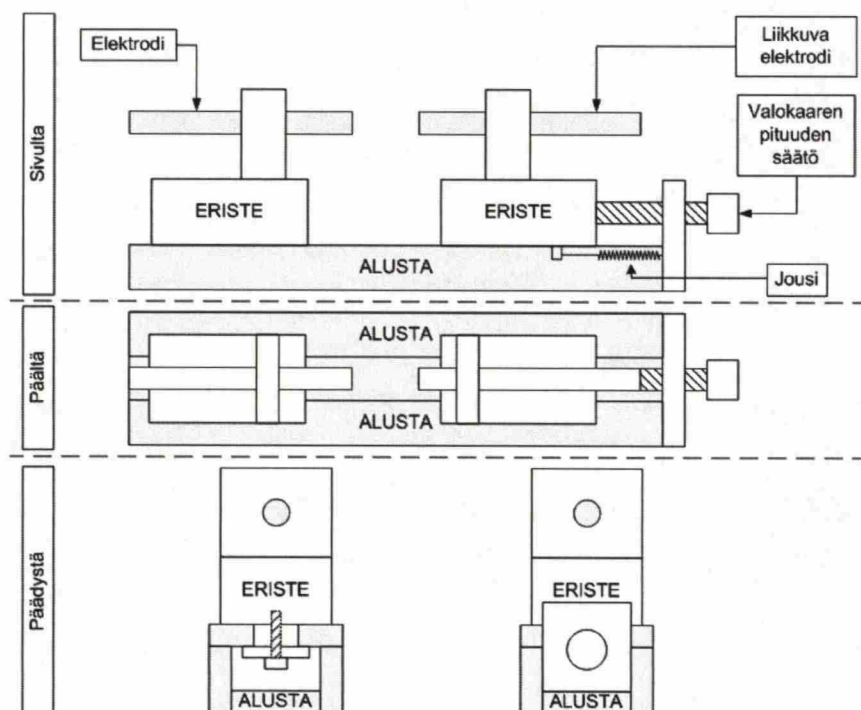 Sivulta
Elektrodi
Liikkuva
elektrodi
Valokaaren
pituuden
säätö
ERISTE
ERISTE
ALUSTA
Jousi
Päältä
ALUSTA
ALUSTA
Päädystä
ERISTE
ERISTE
ALUSTA
ALUSTA